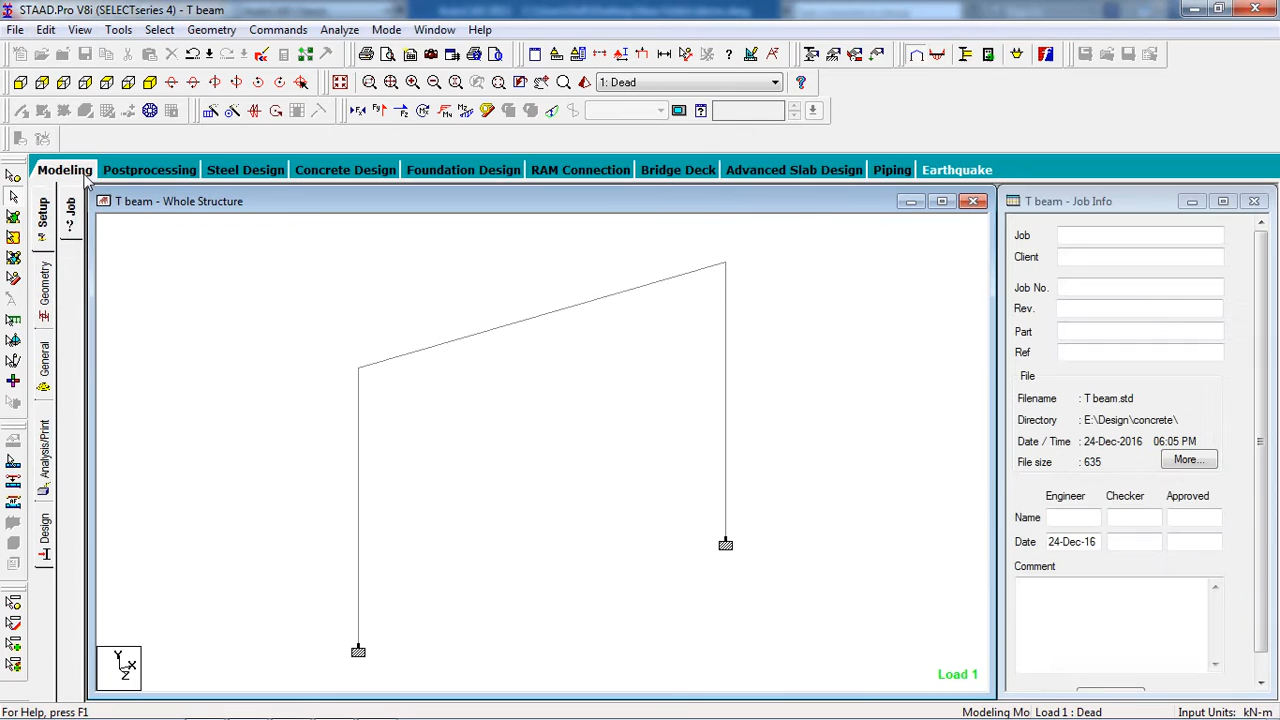 STAAD.Pro V8i (SELECTseries 4) - T beam
File Edit View Tools Select Geometry Commands Analyze Mode Window Help
1: Dead
Modeling Postprocessing Steel Design Concrete Design Foundation Design RAM Connection Bridge Deck Advanced Slab Design Piping Earthquake
Setup
Geometry
General
Analysis/Print
Design
? Job
T beam - Whole Structure
Y
X
Z
Load 1
T beam - Job Info
Job
Client
Job No.
Rev.
Part
Ref
File
Filename : T beam.std
Directory : E:\Design\concrete\
Date / Time : 24-Dec-2016 06:05 PM
File size : 635 More...
Engineer Checker Approved
Name
Date 24-Dec-16
Comment
For Help, press F1 Modeling Mo Load 1 : Dead Input Units: kN-m